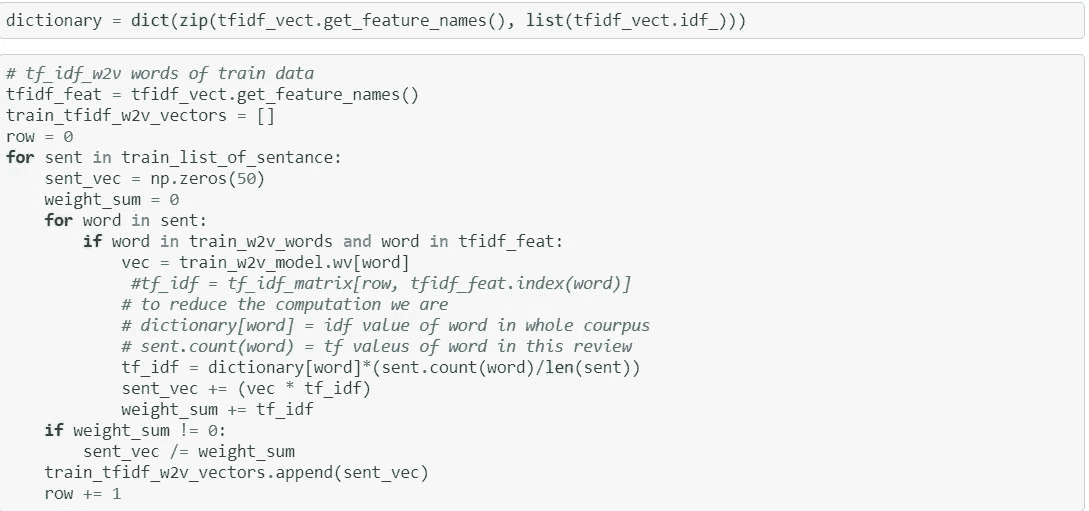 dictionary = dict(zip(tfidf_vect.get_feature_names(), list(tfidf_vect.idf_)))
# tf_idf_w2v words of train data
tfidf_feat = tfidf_vect.get_feature_names()
train_tfidf_w2v_vectors = []
row = 0
for sent in train_list_of_sentance:
    sent_vec = np.zeros(50)
    weight_sum = 0
    for word in sent:
        if word in train_w2v_words and word in tfidf_feat:
            vec = train_w2v_model.wv[word]
             #tf_idf = tf_idf_matrix[row, tfidf_feat.index(word)]
            # to reduce the computation we are
            # dictionary[word] = idf value of word in whole courpus
            # sent.count(word) = tf valeus of word in this review
            tf_idf = dictionary[word]*(sent.count(word)/len(sent))
            sent_vec += (vec * tf_idf)
            weight_sum += tf_idf
    if weight_sum != 0:
        sent_vec /= weight_sum
    train_tfidf_w2v_vectors.append(sent_vec)
    row += 1